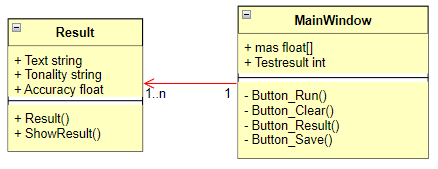 Result
+ Text string
+ Tonality string
+ Accuracy float
+ Result()
+ ShowResult()
1..n
1
MainWindow
+ mas float[]
+ Testresult int
- Button_Run()
- Button_Clear()
- Button_Result()
- Button_Save()